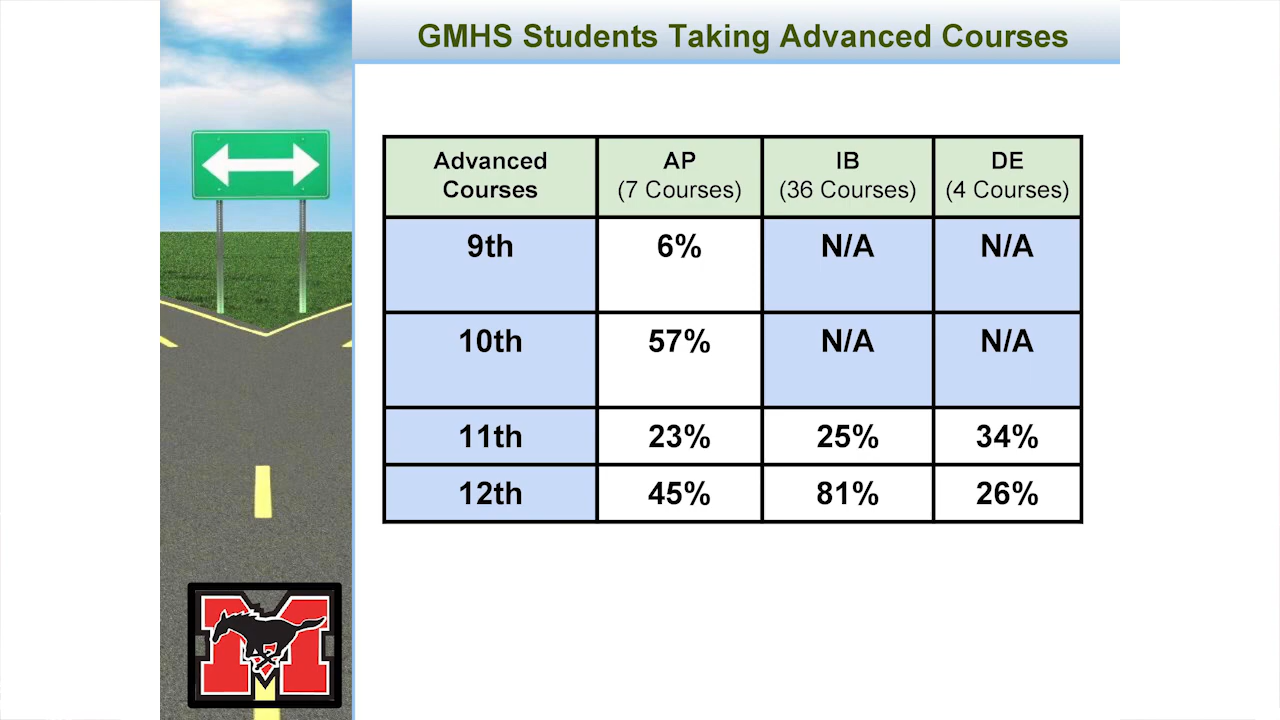 GMHS Students Taking Advanced Courses
Advanced Courses AP (7 Courses) IB (36 Courses) DE (4 Courses)
9th 6% N/A N/A
10th 57% N/A N/A
11th 23% 25% 34%
12th 45% 81% 26%
M